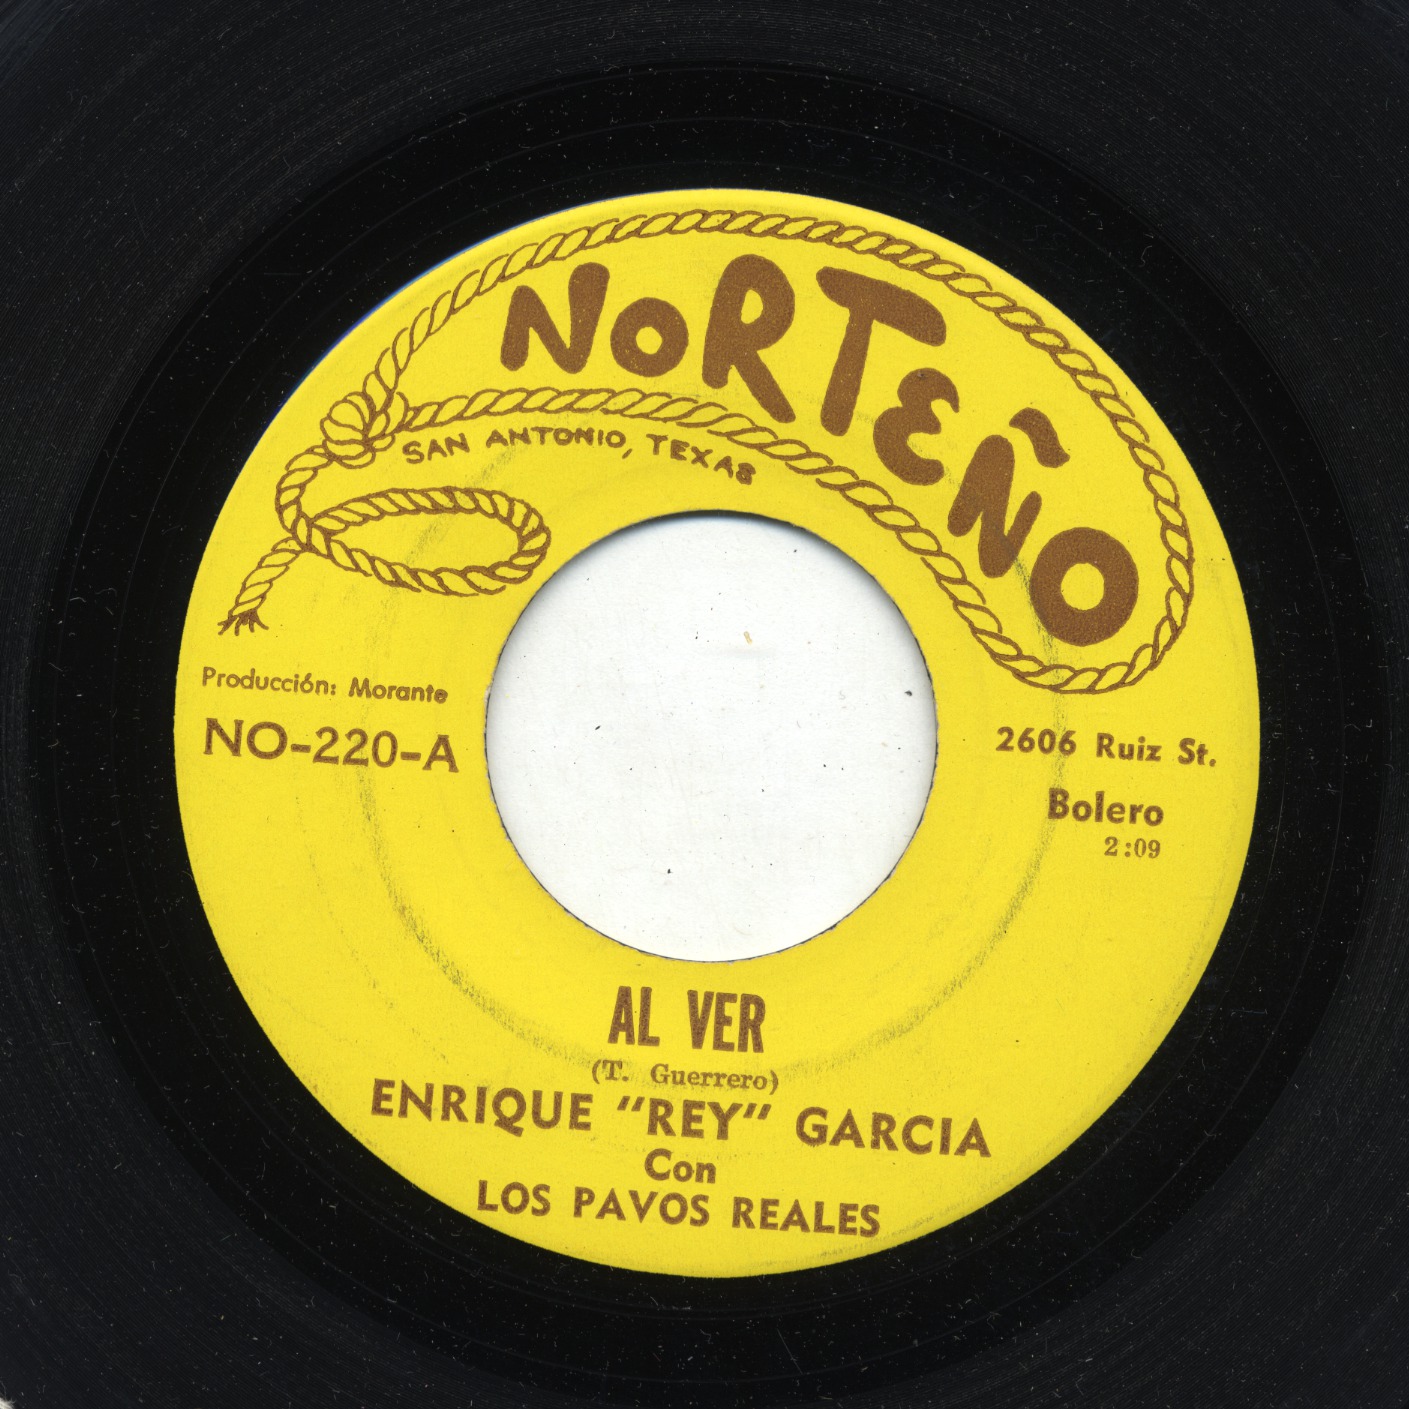 NORTEÑO
SAN ANTONIO, TEXAS
Producción: Morante
NO-220-A
2606 Ruiz St.
Bolero
2:09
AL VER
(T. Guerrero)
ENRIQUE "REY" GARCIA
Con
LOS PAVOS REALES